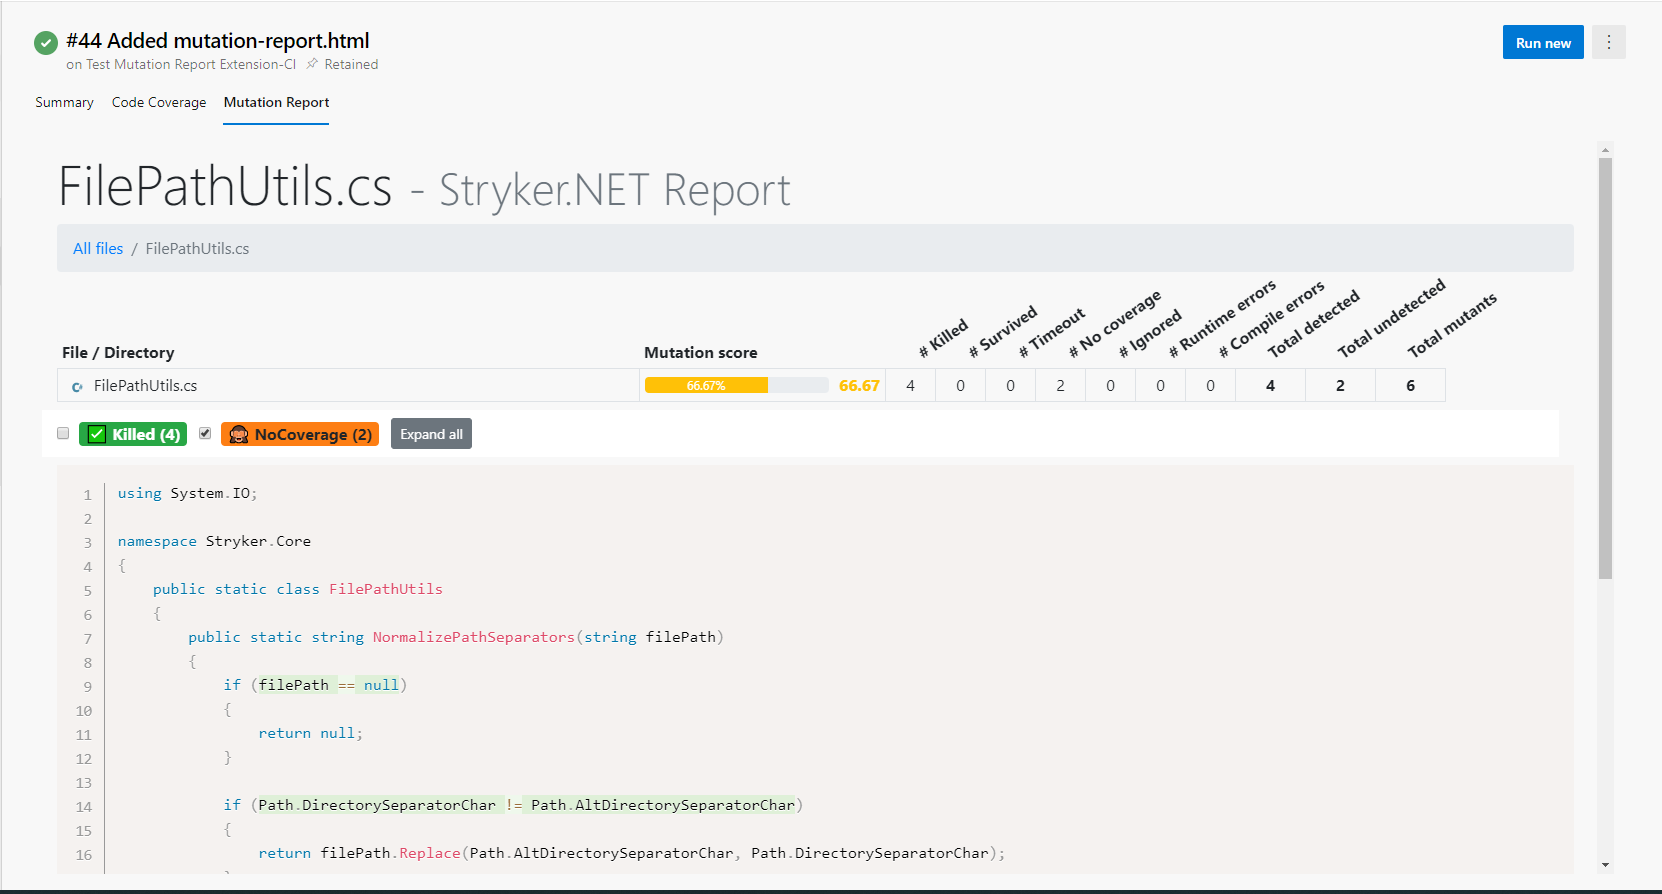 #44 Added mutation-report.html
Run new
on Test Mutation Report Extension-CI Retained
Summary Code Coverage Mutation Report
FilePathUtils.cs - Stryker.NET Report
All files / FilePathUtils.cs
File / Directory Mutation score # Killed # Survived # Timeout # No coverage # Ignored # Runtime errors # Compile errors Total detected Total undetected Total mutants
FilePathUtils.cs 66.67% 66.67 4 0 0 2 0 0 0 4 2 6
Killed (4) NoCoverage (2) Expand all
1 using System.IO;
2
3 namespace Stryker.Core
4 {
5 public static class FilePathUtils
6 {
7 public static string NormalizePathSeparators(string filePath)
8 {
9 if (filePath == null)
10 {
11 return null;
12 }
13
14 if (Path.DirectorySeparatorChar != Path.AltDirectorySeparatorChar)
15 {
16 return filePath.Replace(Path.AltDirectorySeparatorChar, Path.DirectorySeparatorChar);